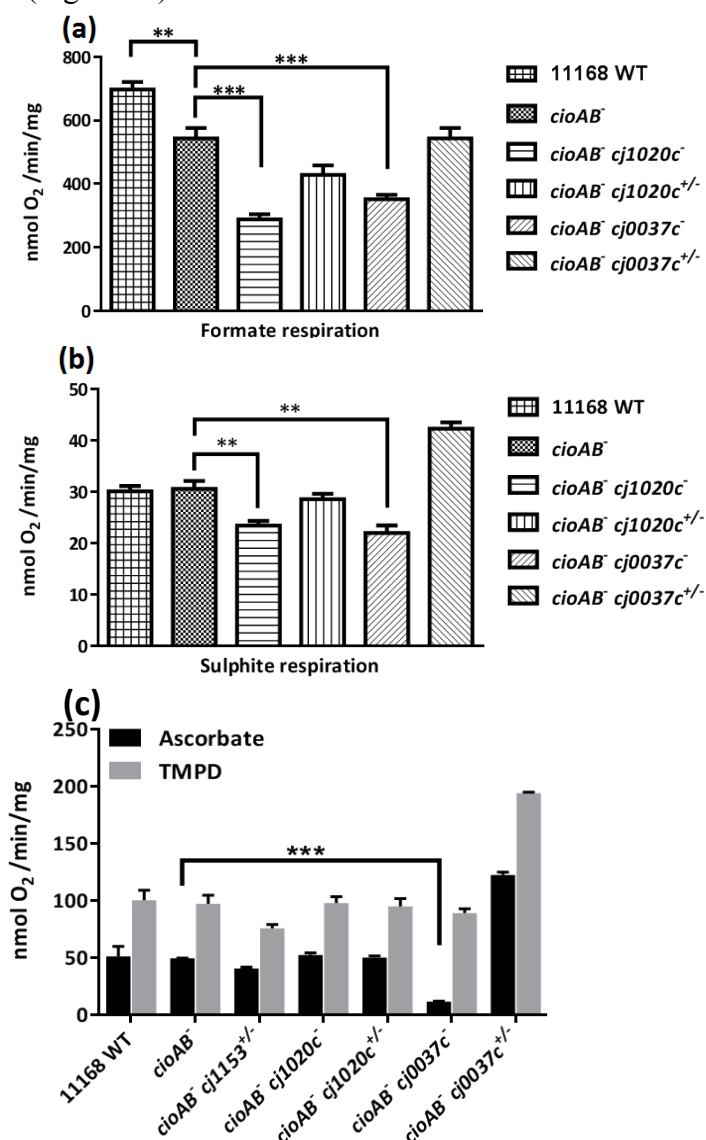 (a)
**
***
***
800
600
400
200
0
nmol O2 /min/mg
Formate respiration
11168 WT
cioAB-
cioAB- cj1020c-
cioAB- cj1020c+/-
cioAB- cj0037c-
cioAB- cj0037c+/-
(b)
**
**
50
40
30
20
10
0
nmol O2 /min/mg
Sulphite respiration
11168 WT
cioAB-
cioAB- cj1020c-
cioAB- cj1020c+/-
cioAB- cj0037c-
cioAB- cj0037c+/-
(c)
Ascorbate
TMPD
***
250
200
150
100
50
0
nmol O2 /min/mg
11168 WT
cioAB-
cioAB- cj1153+/-
cioAB- cj1020c-
cioAB- cj1020c+/-
cioAB- cj0037c-
cioAB- cj0037c+/-